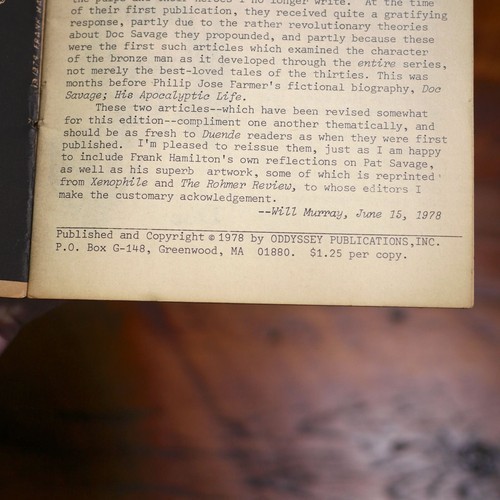 of their first publication, they received quite a gratifying
response, partly due to the rather revolutionary theories
about Doc Savage they propounded, and partly because these
were the first such articles which examined the character
of the bronze man as it developed through the entire series,
not merely the best-loved tales of the thirties. This was
months before Philip Jose Farmer's fictional biography, Doc
Savage; His Apocalyptic Life.
These two articles--which have been revised somewhat
for this edition--compliment one another thematically, and
should be as fresh to Duende readers as when they were first
published. I'm pleased to reissue them, just as I am happy
to include Frank Hamilton's own reflections on Pat Savage,
as well as his superb artwork, some of which is reprinted
from Xenophile and The Rohmer Review, to whose editors I
make the customary ackowledgement.
--Will Murray, June 15, 1978
Published and Copyright © 1978 by ODDYSSEY PUBLICATIONS,INC.
P.O. Box G-148, Greenwood, MA 01880. $1.25 per copy.